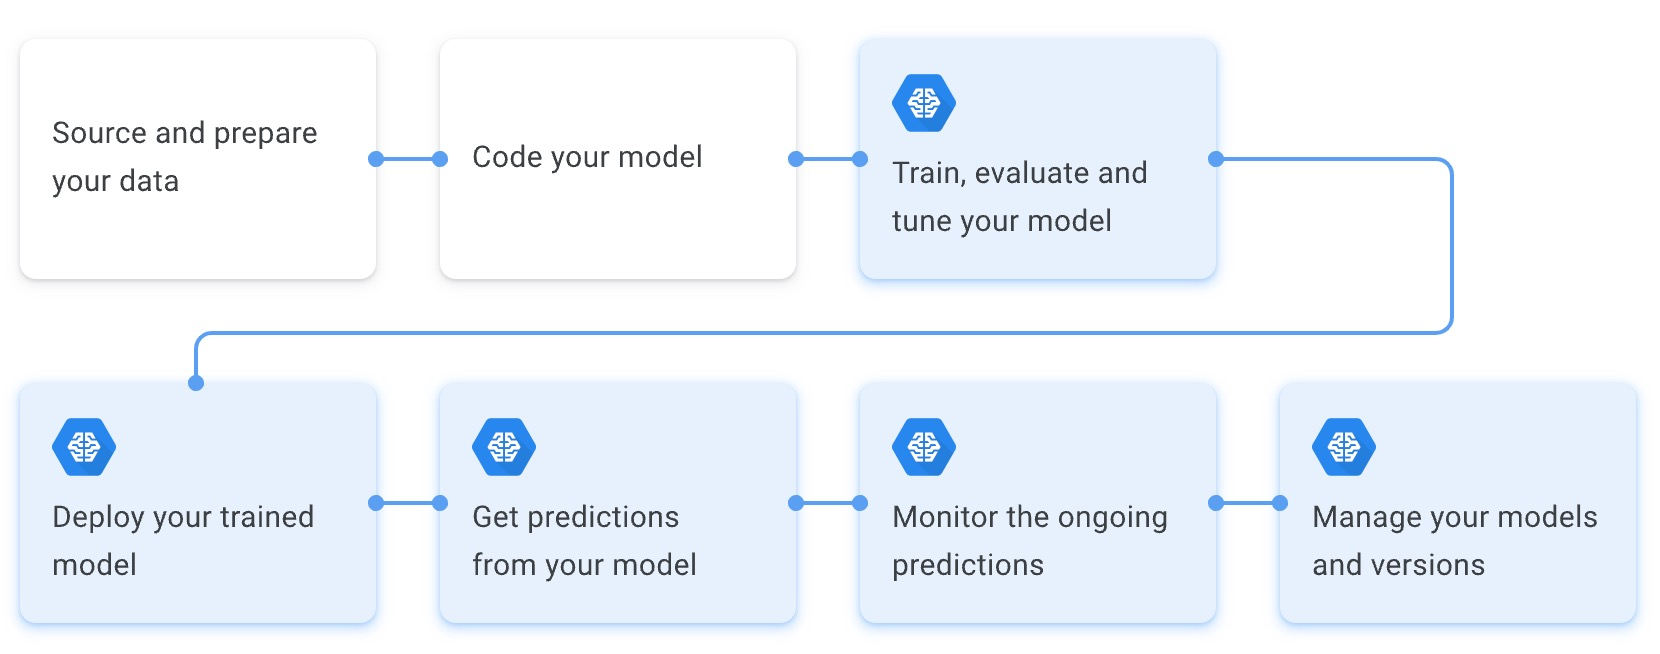 Source and prepare
your data
Code your model
Train, evaluate and
tune your model
Deploy your trained
model
Get predictions
from your model
Monitor the ongoing
predictions
Manage your models
and versions